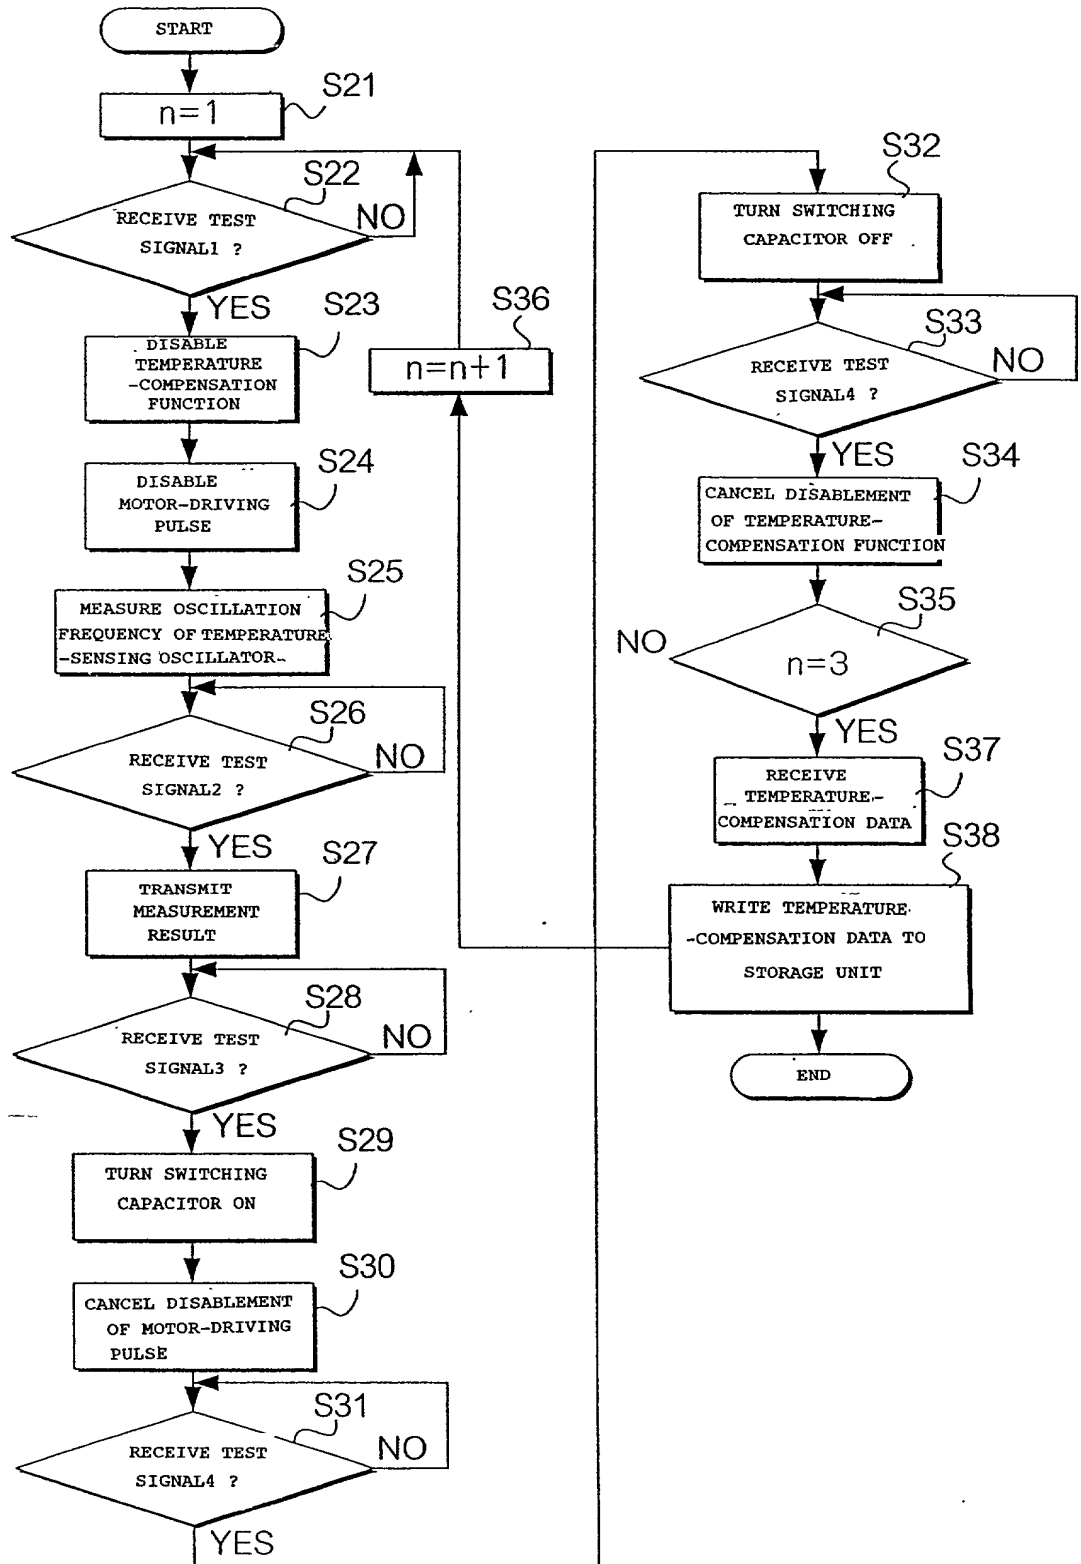 START
S21
n=1
S22
RECEIVE TEST
SIGNAL1 ?
NO
YES
S23
DISABLE
TEMPERATURE
-COMPENSATION
FUNCTION
S24
DISABLE
MOTOR-DRIVING
PULSE
S25
MEASURE OSCILLATION
FREQUENCY OF TEMPERATURE
-SENSING OSCILLATOR
S26
RECEIVE TEST
SIGNAL2 ?
NO
YES
S27
TRANSMIT
MEASUREMENT
RESULT
S28
RECEIVE TEST
SIGNAL3 ?
NO
YES
S29
TURN SWITCHING
CAPACITOR ON
S30
CANCEL DISABLEMENT
OF MOTOR-DRIVING
PULSE
S31
RECEIVE TEST
SIGNAL4 ?
NO
YES
S36
n=n+1
S32
TURN SWITCHING
CAPACITOR OFF
S33
RECEIVE TEST
SIGNAL4 ?
NO
YES
S34
CANCEL DISABLEMENT
OF TEMPERATURE-
COMPENSATION FUNCTION
S35
NO
n=3
YES
S37
RECEIVE
TEMPERATURE-
COMPENSATION DATA
S38
WRITE TEMPERATURE
-COMPENSATION DATA TO
STORAGE UNIT
END